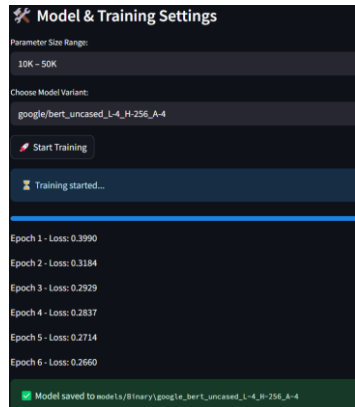 🛠 Model & Training Settings
Parameter Size Range:
10K – 50K
Choose Model Variant:
google/bert_uncased_L-4_H-256_A-4
🚀 Start Training
⏳ Training started...
Epoch 1 - Loss: 0.3990
Epoch 2 - Loss: 0.3184
Epoch 3 - Loss: 0.2929
Epoch 4 - Loss: 0.2837
Epoch 5 - Loss: 0.2714
Epoch 6 - Loss: 0.2660
✅ Model saved to models/Binary\google_bert_uncased_L-4_H-256_A-4